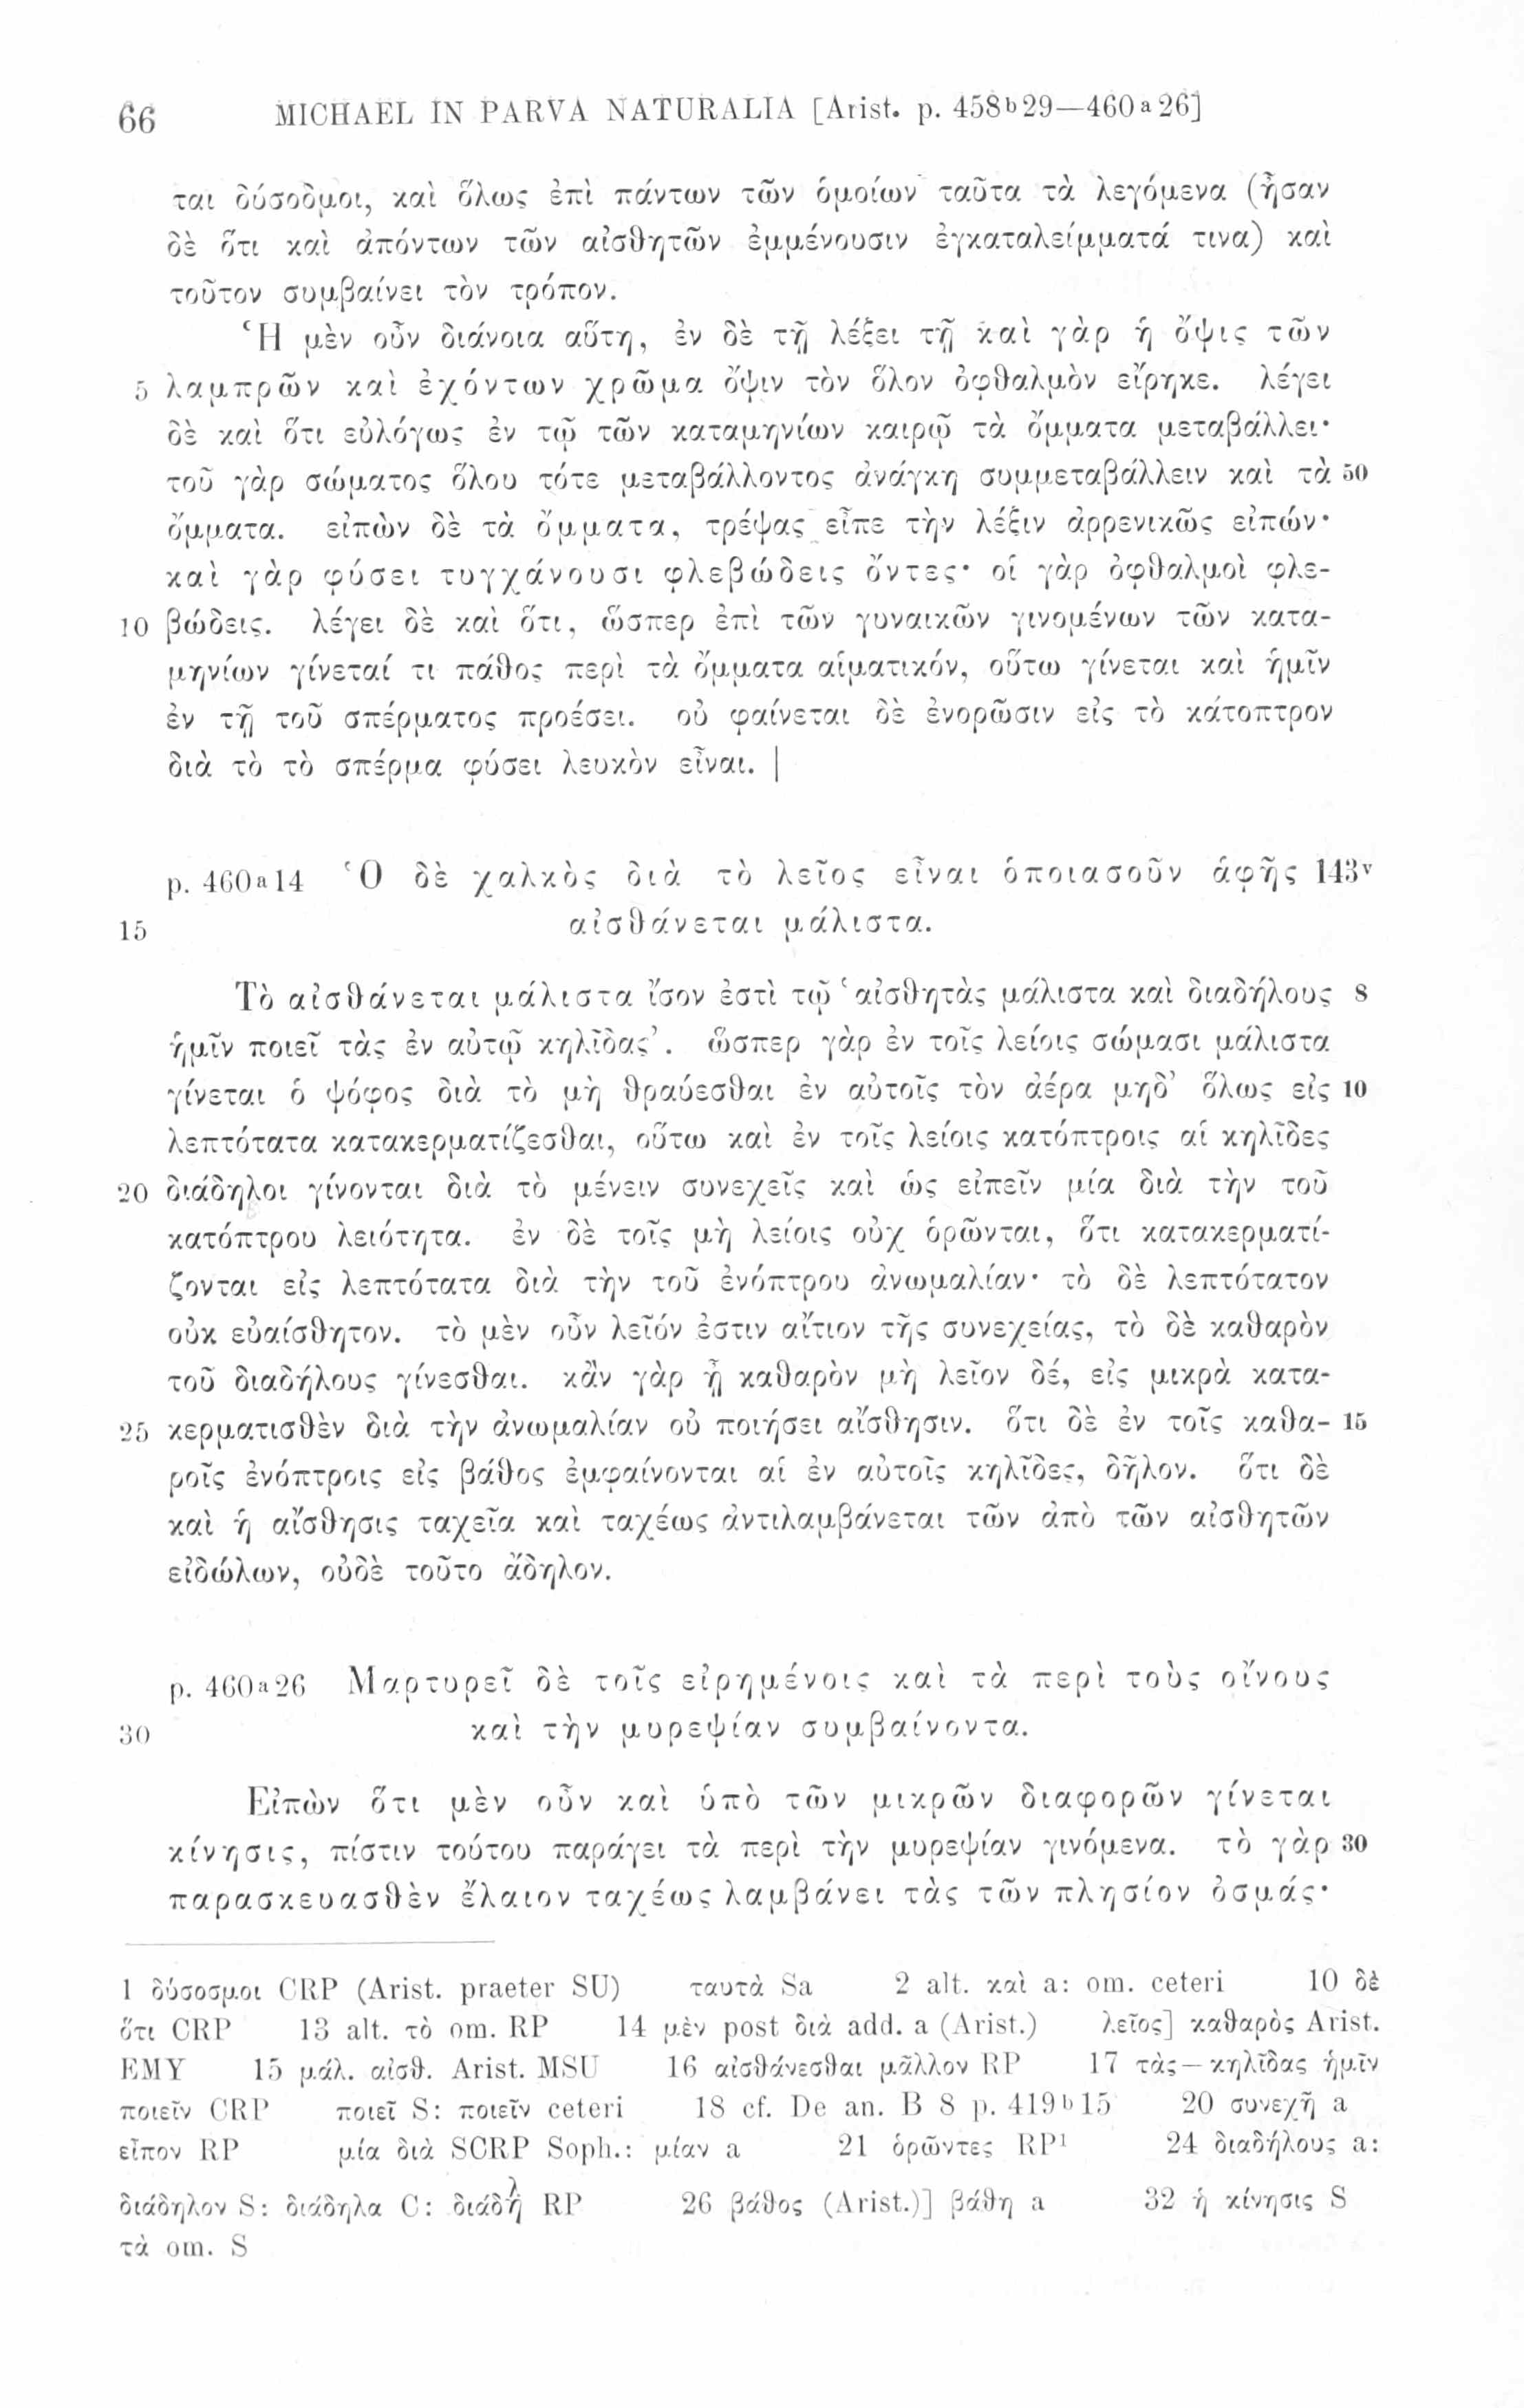 66 MICHAEL IN PARVA NATURALIA [Arist. p. 458b29—460a26]
ται δύσοδμοι, καὶ ὅλως ἐπὶ πάντων τῶν ὁμοίων ταῦτα τὰ λεγόμενα (ἦσαν
δὲ ὅτι καὶ ἀπόντων τῶν αἰσθητῶν ἐμμένουσιν ἐγκαταλείμματά τινα) καὶ
τοῦτον συμβαίνει τὸν τρόπον.
Ἡ μὲν οὖν διάνοια αὕτη, ἐν δὲ τῇ λέξει τῇ καὶ γὰρ ἡ ὄψις τῶν
5 λαμπρῶν καὶ ἐχόντων χρῶμα ὄψιν τὸν ὅλον ὀφθαλμὸν εἴρηκε. λέγει
δὲ καὶ ὅτι εὐλόγως ἐν τῷ τῶν καταμηνίων καιρῷ τὰ ὄμματα μεταβάλλει·
τοῦ γὰρ σώματος ὅλου τότε μεταβάλλοντος ἀνάγκη συμμεταβάλλειν καὶ τὰ 50
ὄμματα. εἰπὼν δὲ τὰ ὄμματα, τρέψας εἶπε τὴν λέξιν ἀρρενικῶς εἰπών·
καὶ γὰρ φύσει τυγχάνουσι φλεβώδεις ὄντες· οἱ γὰρ ὀφθαλμοὶ φλε-
10 βώδεις. λέγει δὲ καὶ ὅτι, ὥσπερ ἐπὶ τῶν γυναικῶν γινομένων τῶν κατα-
μηνίων γίνεταί τι πάθος περὶ τὰ ὄμματα αἱματικόν, οὕτω γίνεται καὶ ἡμῖν
ἐν τῇ τοῦ σπέρματος προέσει. οὐ φαίνεται δὲ ἐνορῶσιν εἰς τὸ κάτοπτρον
διὰ τὸ τὸ σπέρμα φύσει λευκὸν εἶναι. |
p. 460a14 Ὁ δὲ χαλκὸς διὰ τὸ λεῖος εἶναι ὁποιασοῦν ἁφῆς 143v
15 αἰσθάνεται μάλιστα.
Τὸ αἰσθάνεται μάλιστα ἴσον ἐστὶ τῷ ‘αἰσθητὰς μάλιστα καὶ διαδήλους 8
ἡμῖν ποιεῖ τὰς ἐν αὐτῷ κηλῖδας’. ὥσπερ γὰρ ἐν τοῖς λείοις σώμασι μάλιστα
γίνεται ὁ ψόφος διὰ τὸ μὴ θραύεσθαι ἐν αὐτοῖς τὸν ἀέρα μηδ’ ὅλως εἰς 10
λεπτότατα κατακερματίζεσθαι, οὕτω καὶ ἐν τοῖς λείοις κατόπτροις αἱ κηλῖδες
20 διάδηλοι γίνονται διὰ τὸ μένειν συνεχεῖς καὶ ὡς εἰπεῖν μία διὰ τὴν τοῦ
κατόπτρου λειότητα. ἐν δὲ τοῖς μὴ λείοις οὐχ ὁρῶνται, ὅτι κατακερματί-
ζονται εἰς λεπτότατα διὰ τὴν τοῦ ἐνόπτρου ἀνωμαλίαν· τὸ δὲ λεπτότατον
οὐκ εὐαίσθητον. τὸ μὲν οὖν λεῖόν ἐστιν αἴτιον τῆς συνεχείας, τὸ δὲ καθαρὸν
τοῦ διαδήλους γίνεσθαι. κἂν γὰρ ᾖ καθαρὸν μὴ λεῖον δέ, εἰς μικρὰ κατα-
25 κερματισθὲν διὰ τὴν ἀνωμαλίαν οὐ ποιήσει αἴσθησιν. ὅτι δὲ ἐν τοῖς καθα- 15
ροῖς ἐνόπτροις εἰς βάθος ἐμφαίνονται αἱ ἐν αὐτοῖς κηλῖδες, δῆλον. ὅτι δὲ
καὶ ἡ αἴσθησις ταχεῖα καὶ ταχέως ἀντιλαμβάνεται τῶν ἀπὸ τῶν αἰσθητῶν
εἰδώλων, οὐδὲ τοῦτο ἄδηλον.
p. 460a26 Μαρτυρεῖ δὲ τοῖς εἰρημένοις καὶ τὰ περὶ τοὺς οἴνους
30 καὶ τὴν μυρεψίαν συμβαίνοντα.
Εἰπὼν ὅτι μὲν οὖν καὶ ὑπὸ τῶν μικρῶν διαφορῶν γίνεται
κίνησις, πίστιν τούτου παράγει τὰ περὶ τὴν μυρεψίαν γινόμενα. τὸ γὰρ 30
παρασκευασθὲν ἔλαιον ταχέως λαμβάνει τὰς τῶν πλησίον ὀσμάς·
1 δύσοσμοι CRP (Arist. praeter SU) ταυτὰ Sa 2 alt. καὶ a: om. ceteri 10 δὲ
ὅτι CRP 13 alt. τὸ om. RP 14 μὲν post διὰ add. a (Arist.) λεῖος] καθαρὸς Arist.
EMY 15 μάλ. αἰσθ. Arist. MSU 16 αἰσθάνεσθαι μᾶλλον RP 17 τὰς—κηλῖδας ἡμῖν
ποιεῖν CRP ποιεῖ S: ποιεῖν ceteri 18 cf. De an. B 8 p. 419b15 20 συνεχῆ a
εἶπον RP μία διὰ SCRP Soph.: μίαν a 21 ὁρῶντες RP¹ 24 διαδήλους a:
διάδηλον S: διάδηλα C: διάδηλ RP 26 βάθος (Arist.)] βάθη a 32 ἡ κίνησις S
τὰ om. S